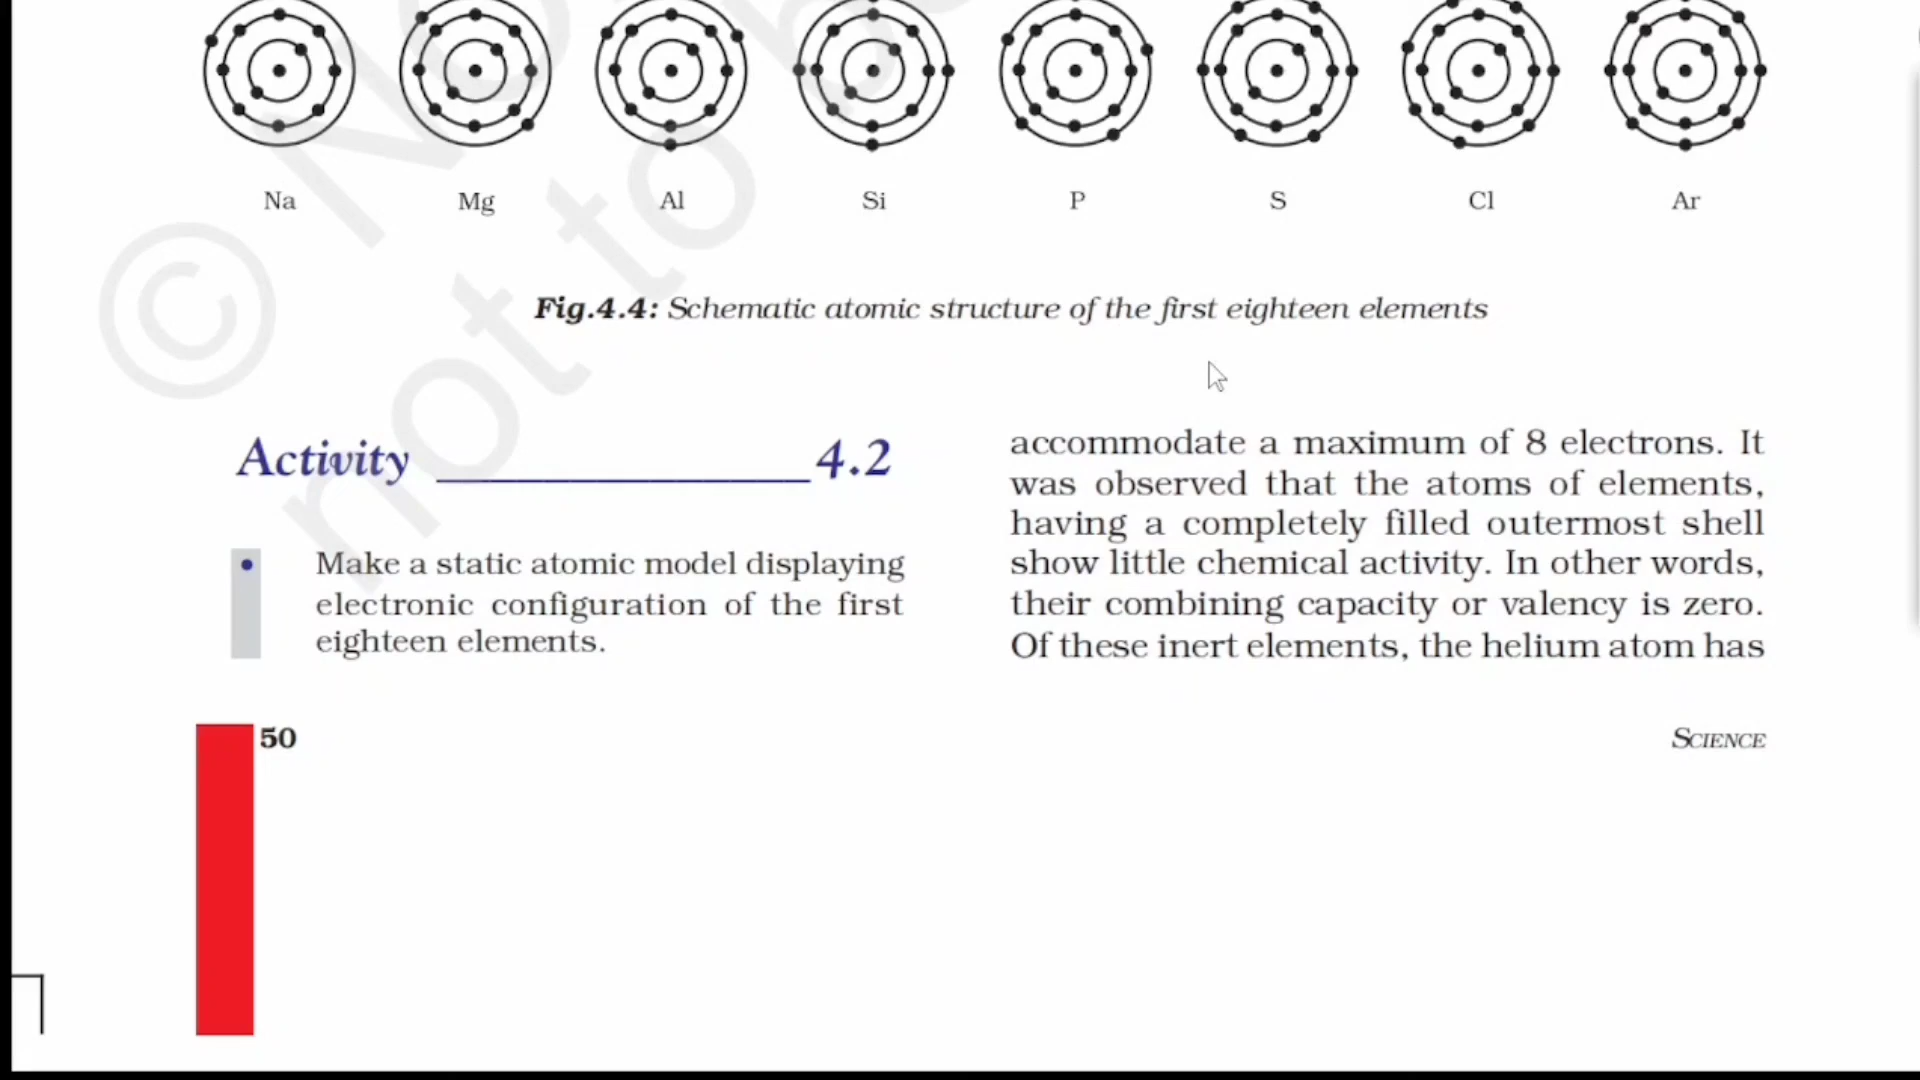 Na Mg Al Si P S Cl Ar
Fig.4.4: Schematic atomic structure of the first eighteen elements
Activity 4.2
Make a static atomic model displaying
electronic configuration of the first
eighteen elements.
accommodate a maximum of 8 electrons. It
was observed that the atoms of elements,
having a completely filled outermost shell
show little chemical activity. In other words,
their combining capacity or valency is zero.
Of these inert elements, the helium atom has
50
SCIENCE
© 
not to